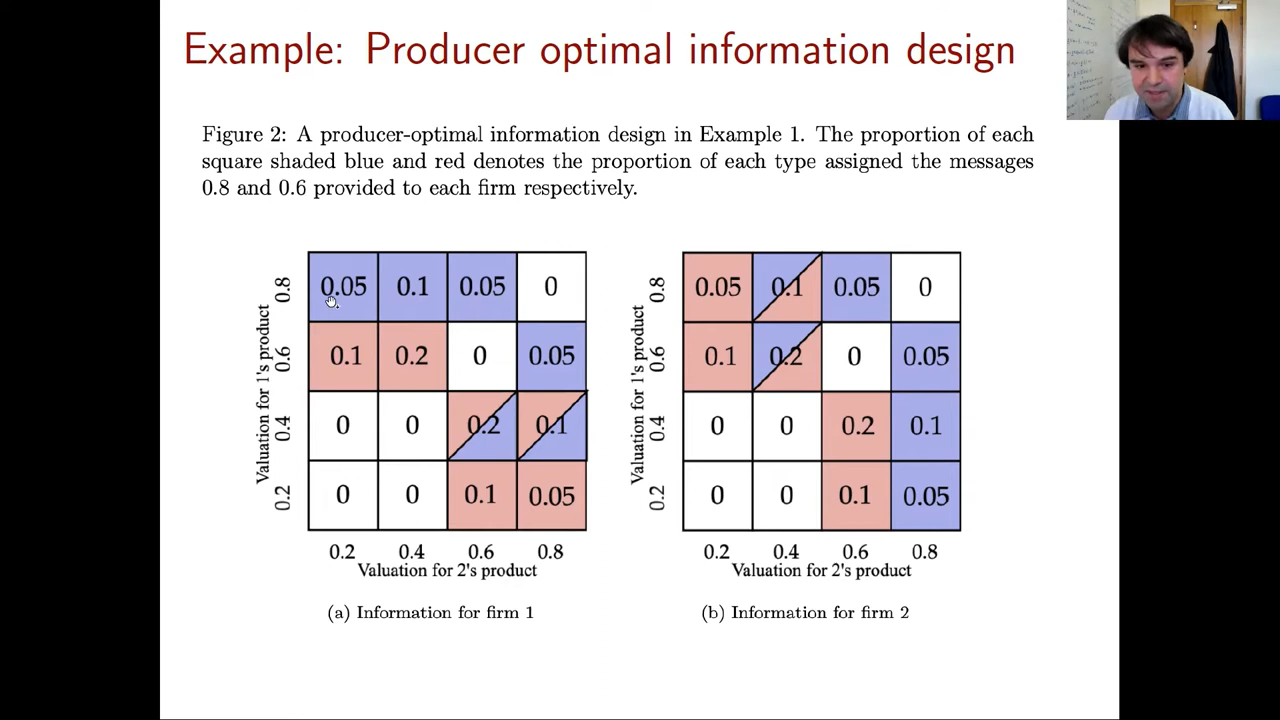 Example: Producer optimal information design
Figure 2: A producer-optimal information design in Example 1. The proportion of each
square shaded blue and red denotes the proportion of each type assigned the messages
0.8 and 0.6 provided to each firm respectively.
Valuation for 1's product
0.8 0.05 0.1 0.05 0
0.6 0.1 0.2 0 0.05
0.4 0 0 0.2 0.1
0.2 0 0 0.1 0.05
0.2 0.4 0.6 0.8
Valuation for 2's product
(a) Information for firm 1
Valuation for 1's product
0.8 0.05 0.1 0.05 0
0.6 0.1 0.2 0 0.05
0.4 0 0 0.2 0.1
0.2 0 0 0.1 0.05
0.2 0.4 0.6 0.8
Valuation for 2's product
(b) Information for firm 2